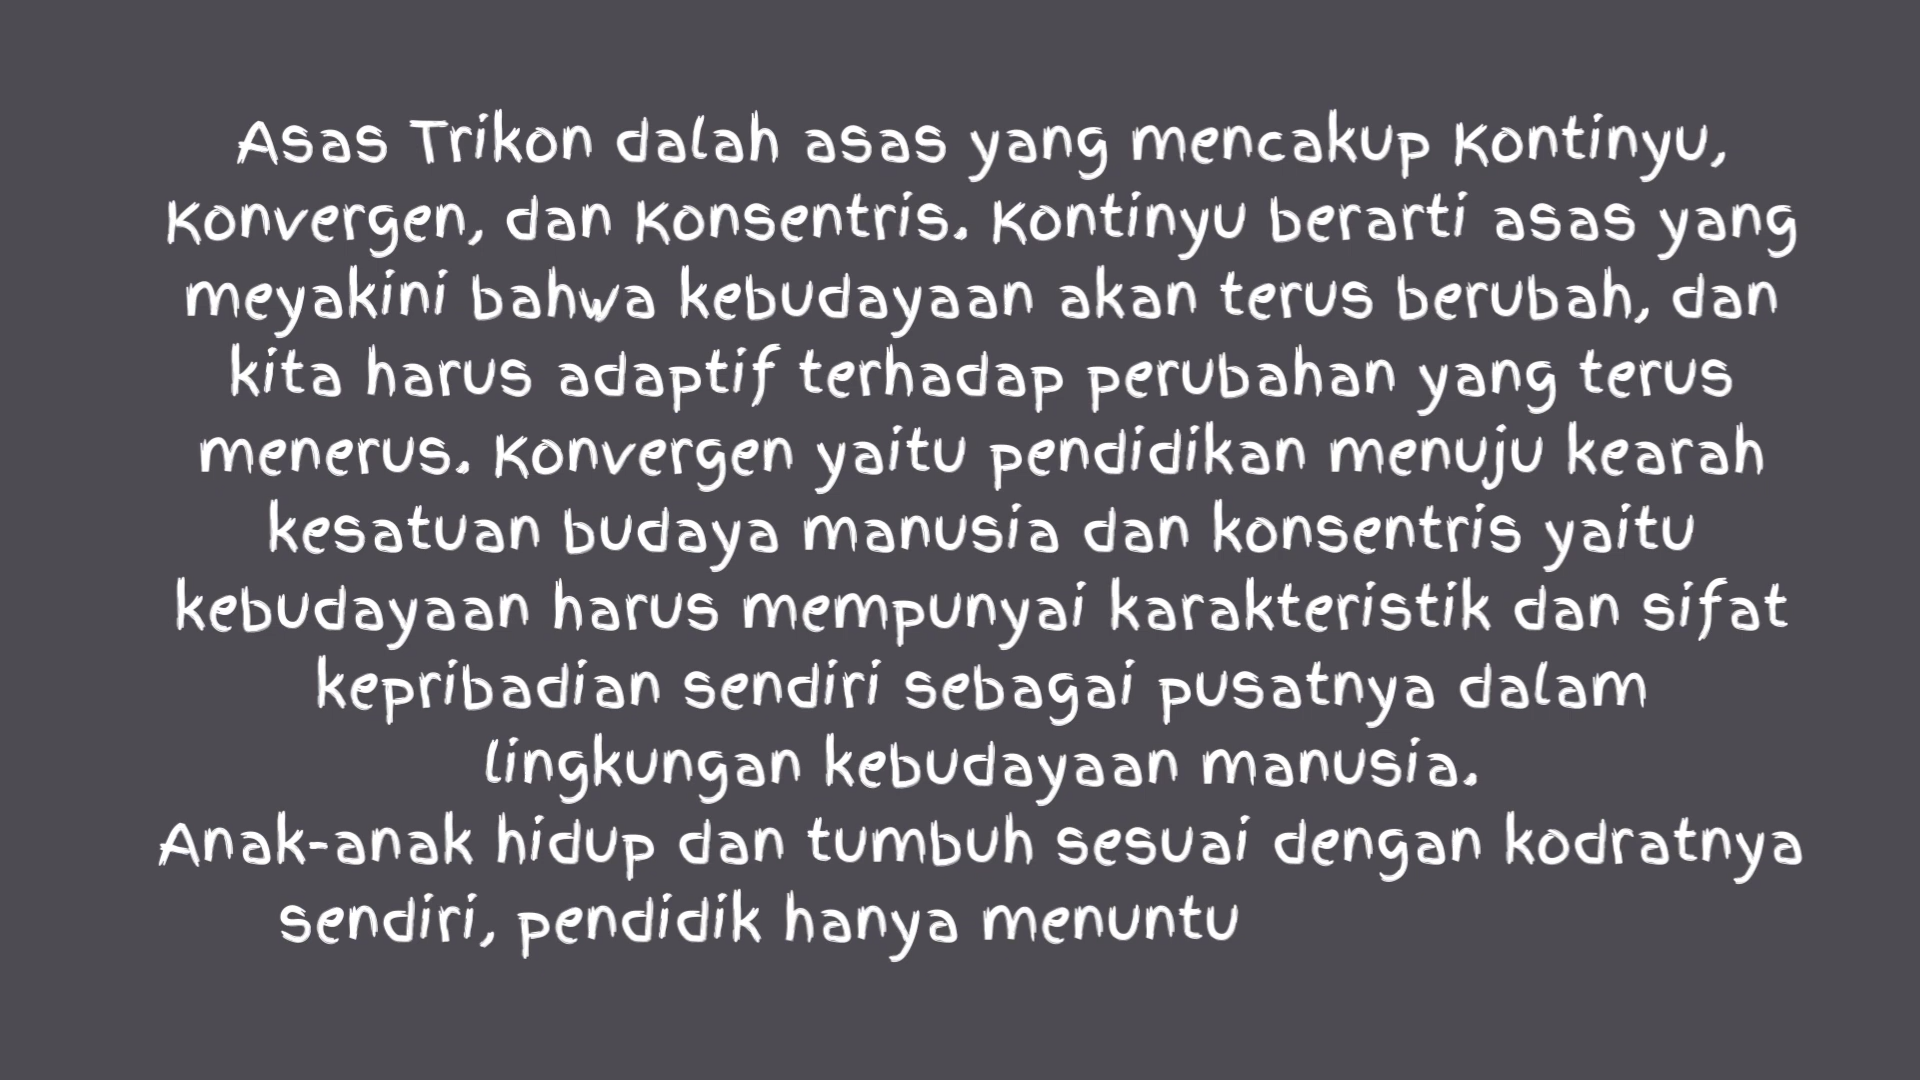 Asas Trikon dalah asas yang mencakup Kontinyu,
Konvergen, dan Konsentris. Kontinyu berarti asas yang
meyakini bahwa kebudayaan akan terus berubah, dan
kita harus adaptif terhadap perubahan yang terus
menerus. Konvergen yaitu pendidikan menuju kearah
kesatuan budaya manusia dan konsentris yaitu
kebudayaan harus mempunyai karakteristik dan sifat
kepribadian sendiri sebagai pusatnya dalam
lingkungan kebudayaan manusia.
Anak-anak hidup dan tumbuh sesuai dengan kodratnya
sendiri, pendidik hanya menuntu